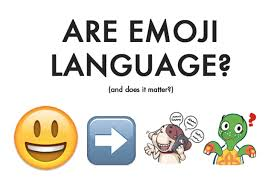 ARE EMOJI
LANGUAGE?
(and does it matter?)